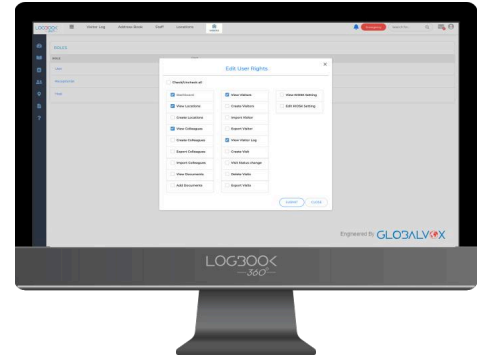 Visitor Log Address Book Staff Locations
Emergency
ROLES
Edit User Rights
Check/Uncheck all
Dashboard View Visitors View KIOSK Setting
View Locations Create Visitors Edit KIOSK Setting
Create Locations Import Visitor
View Colleagues Export Visitor
Create Colleagues View Visitor Log
Export Colleagues Create Visit
Import Colleagues Visit Status Change
View Documents Delete Visits
Add Documents Export Visits
SUBMIT CLOSE
Engineered By GLOBALVOX
LOGBOOK
360°